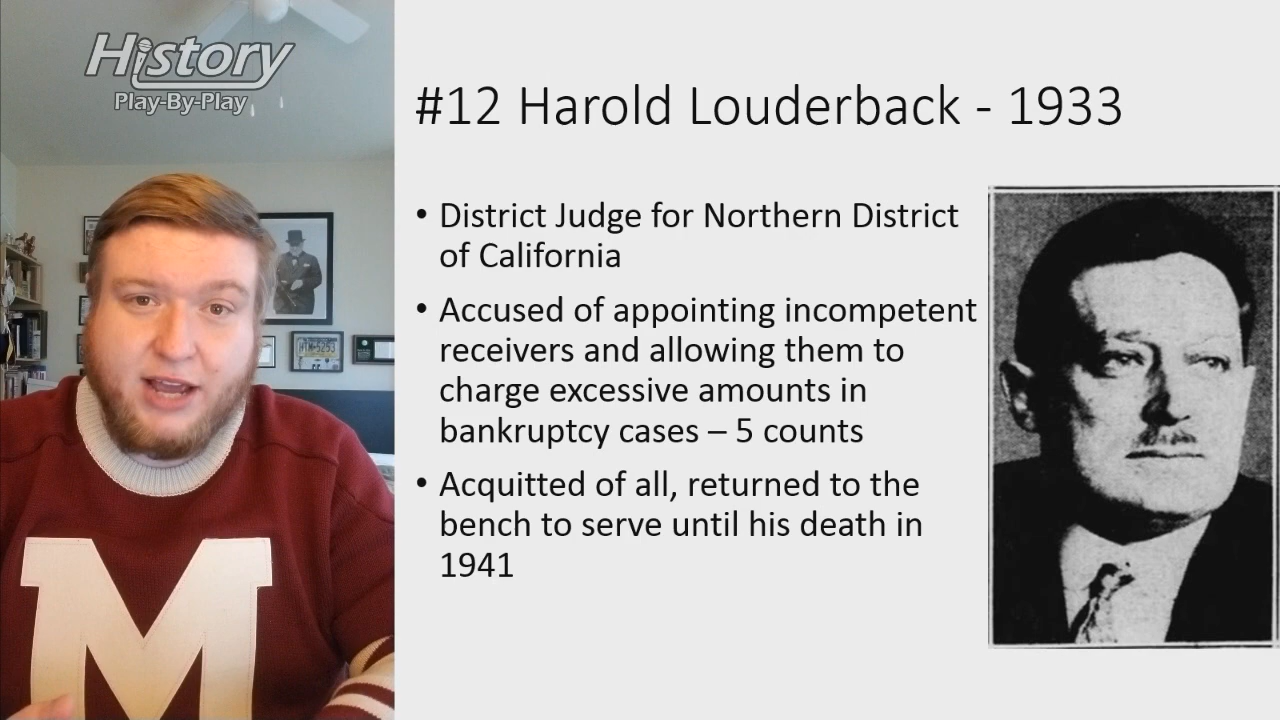 History
Play-By-Play
#12 Harold Louderback - 1933
• District Judge for Northern District
of California
• Accused of appointing incompetent
receivers and allowing them to
charge excessive amounts in
bankruptcy cases – 5 counts
• Acquitted of all, returned to the
bench to serve until his death in
1941
M